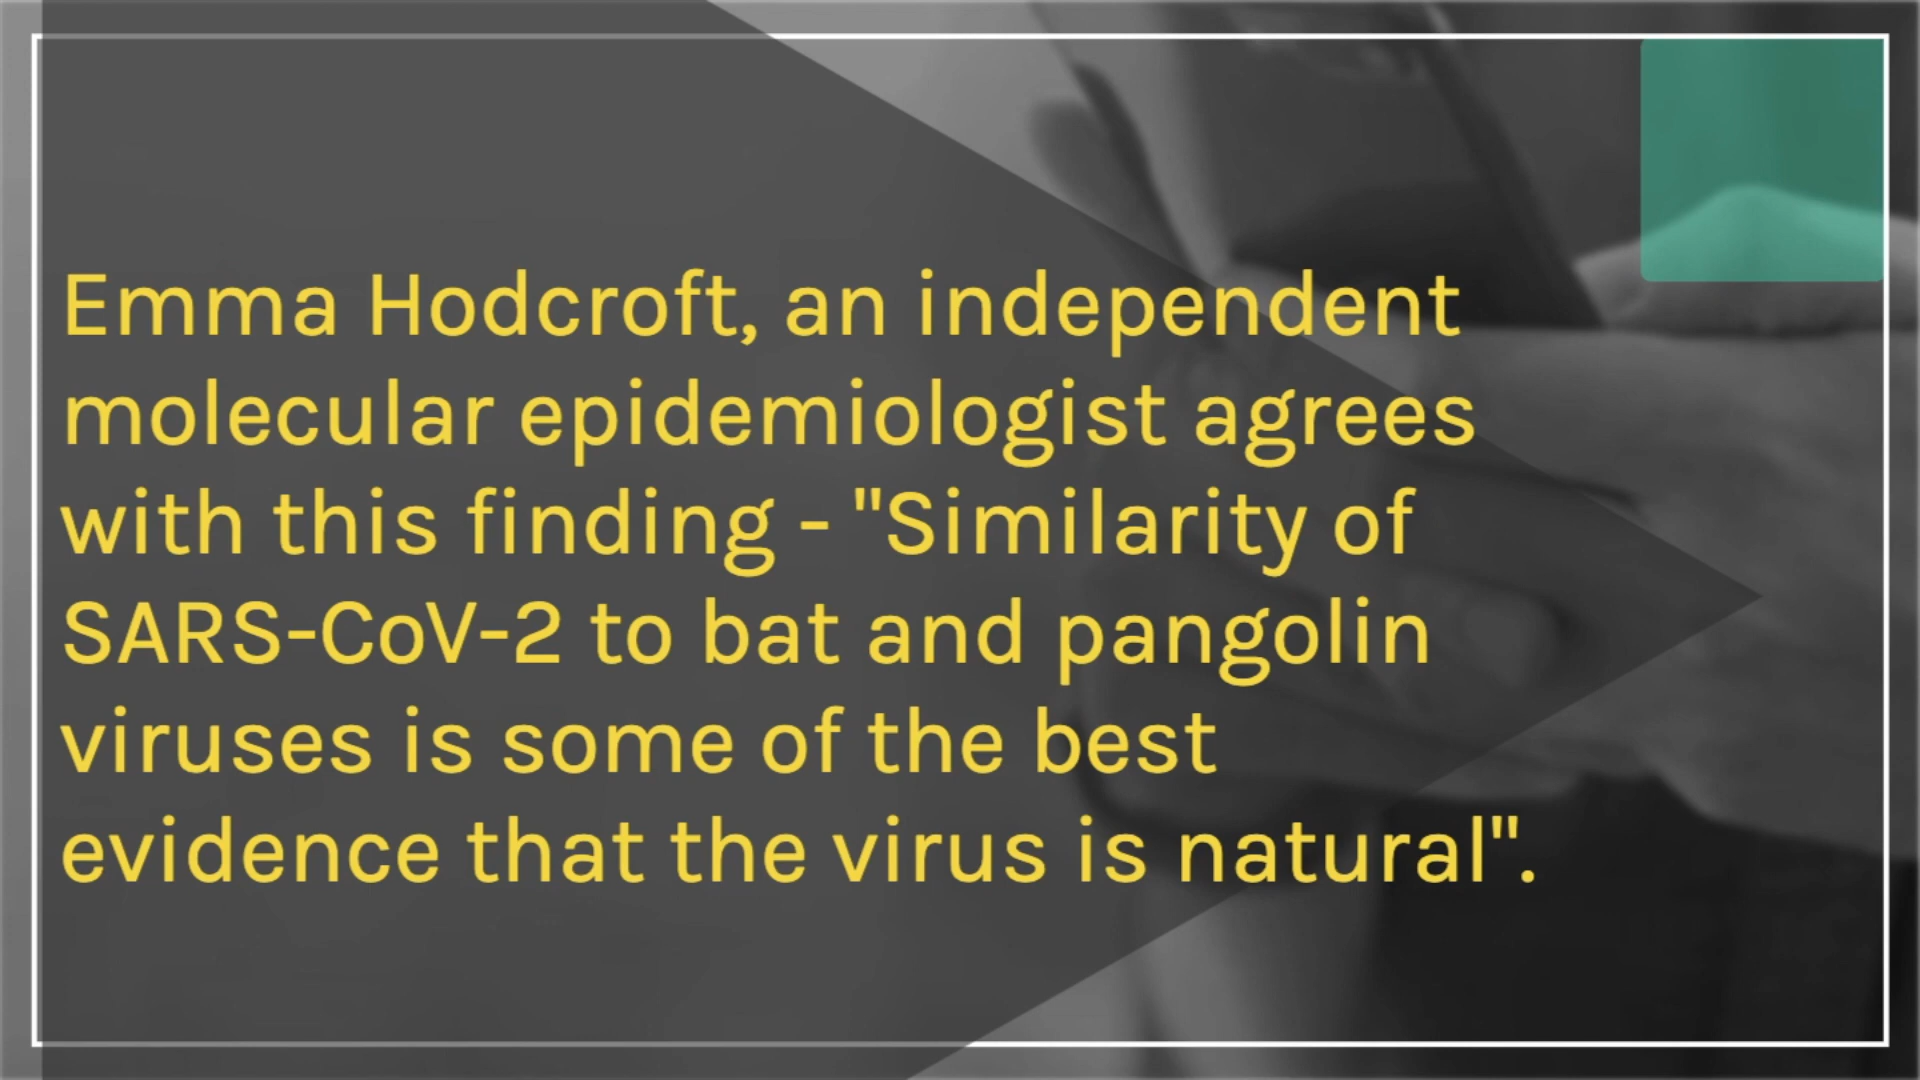 Emma Hodcroft, an independent
molecular epidemiologist agrees
with this finding - "Similarity of
SARS-CoV-2 to bat and pangolin
viruses is some of the best
evidence that the virus is natural".